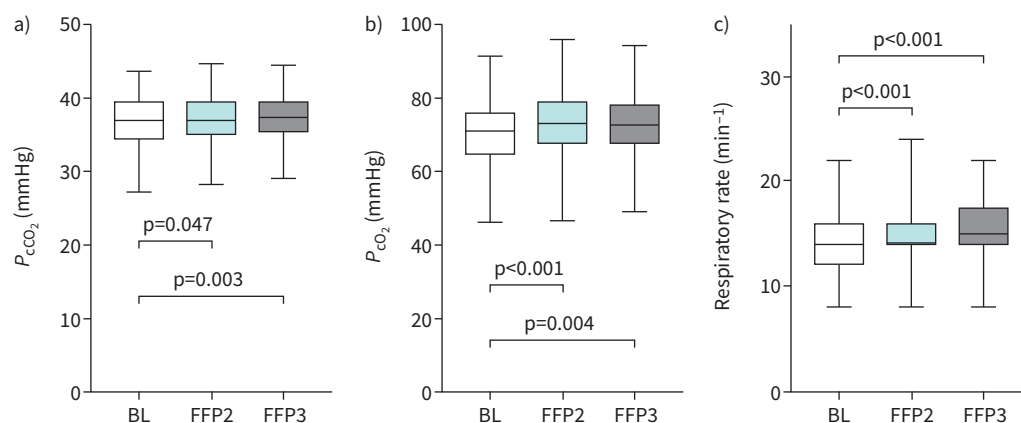 a)
50
40
30
20
10
0
PcCO2 (mmHg)
p=0.047
p=0.003
BL FFP2 FFP3
b)
100
80
60
40
20
0
PcO2 (mmHg)
p<0.001
p=0.004
BL FFP2 FFP3
c)
30
20
10
0
Respiratory rate (min−1)
p<0.001
p<0.001
BL FFP2 FFP3